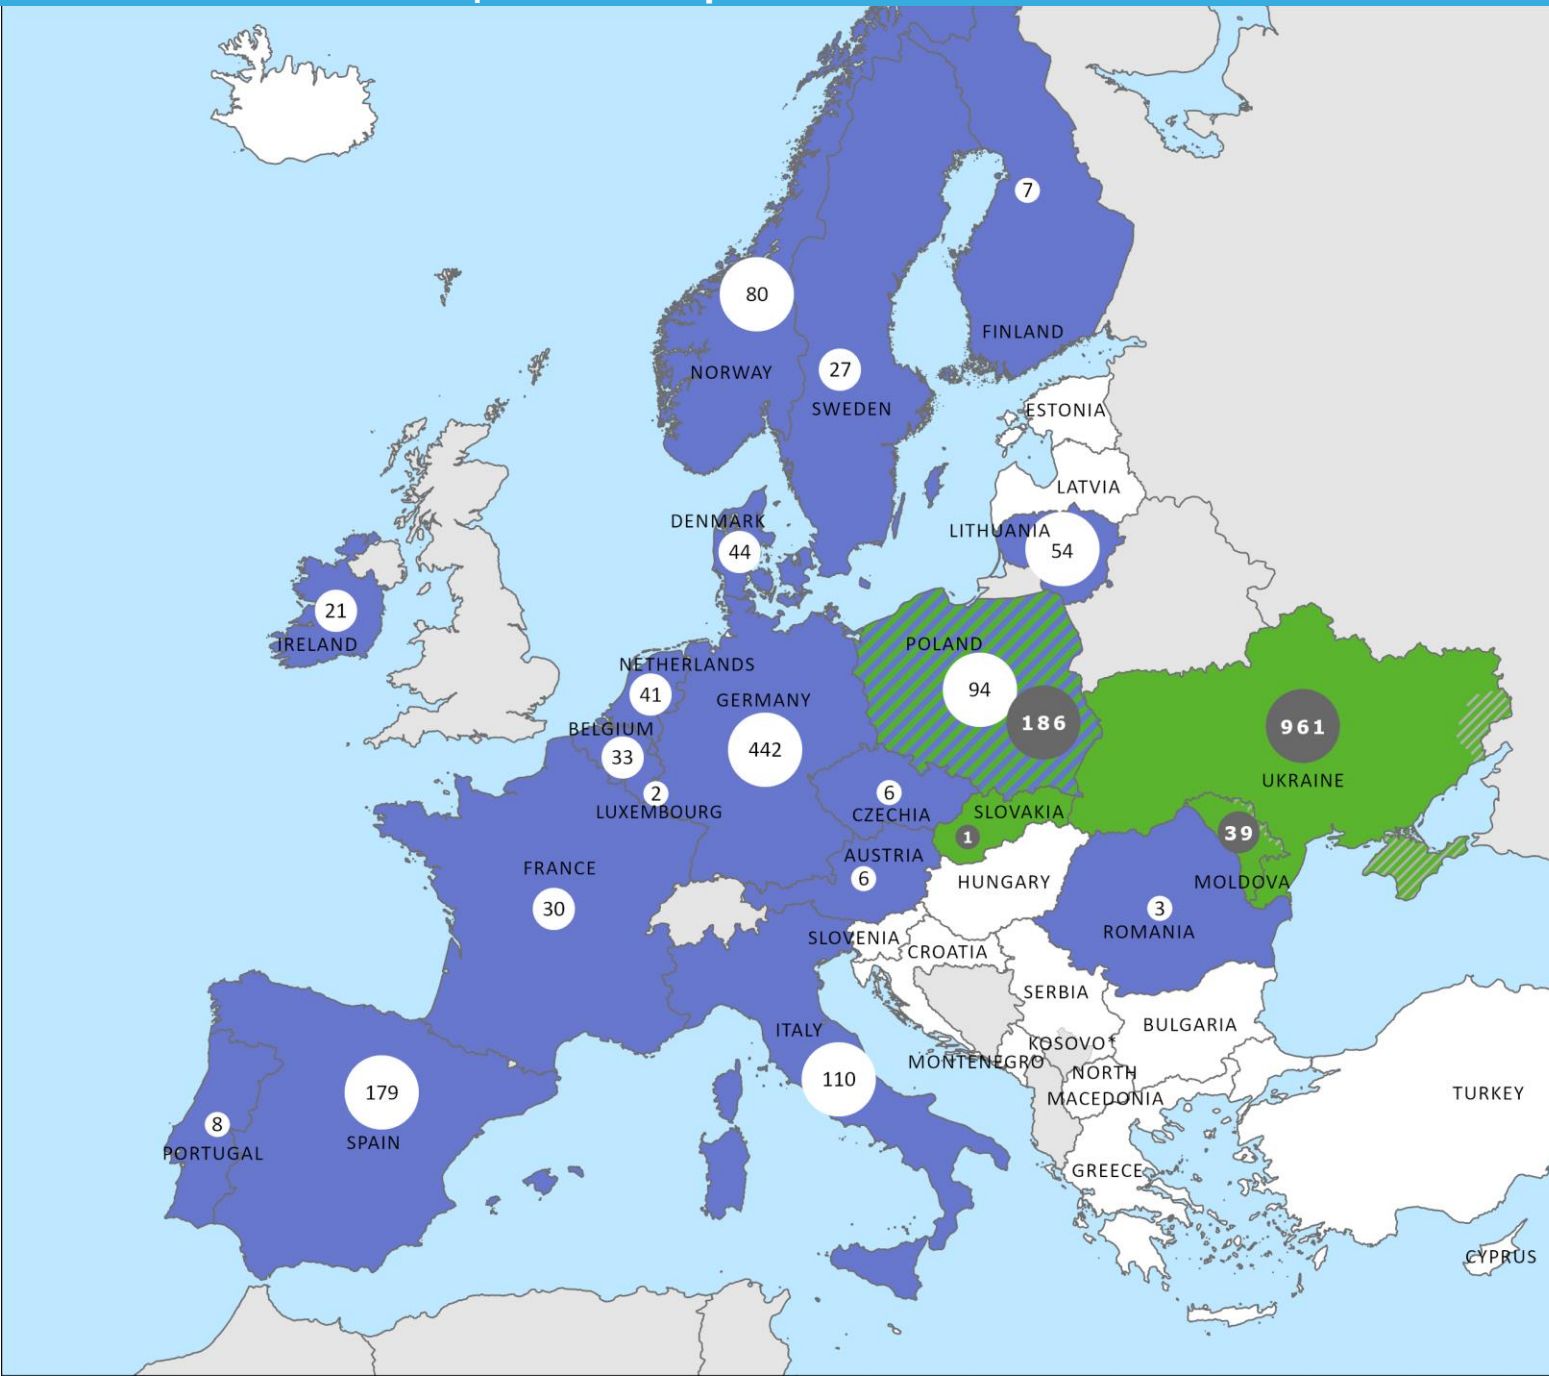 7
80
FINLAND
27
NORWAY
SWEDEN
ESTONIA
LATVIA
DENMARK
LITHUANIA
44
54
21
IRELAND
POLAND
NETHERLANDS
41
94
GERMANY
186
961
BELGIUM
442
33
UKRAINE
2
6
LUXEMBOURG
CZECHIA
SLOVAKIA
1
39
AUSTRIA
FRANCE
6
HUNGARY
MOLDOVA
30
3
ROMANIA
SLOVENIA
CROATIA
SERBIA
ITALY
BULGARIA
KOSOVO*
MONTENEGRO
NORTH
MACEDONIA
110
179
TURKEY
8
SPAIN
PORTUGAL
GREECE
CYPRUS